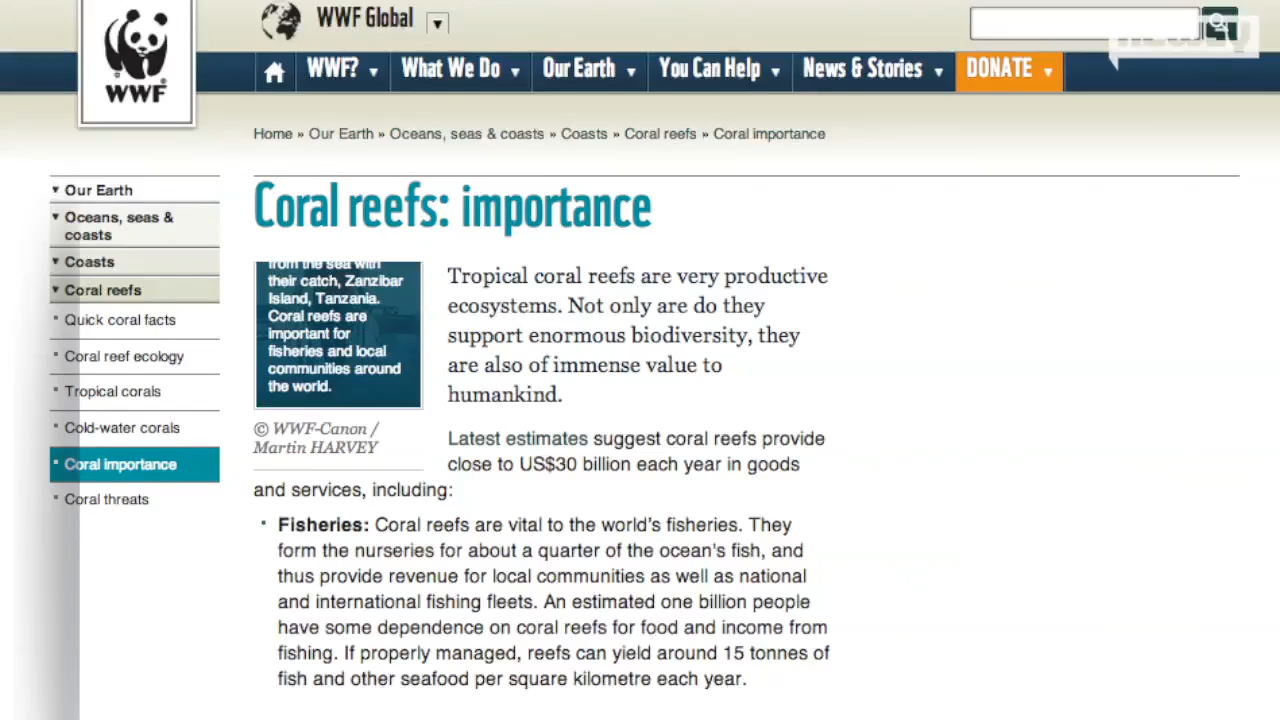 WWF Global
WWF
WWF?
What We Do
Our Earth
You Can Help
News & Stories
DONATE
Home » Our Earth » Oceans, seas & coasts » Coasts » Coral reefs » Coral importance
Our Earth
Oceans, seas &
coasts
Coasts
Coral reefs
Quick coral facts
Coral reef ecology
Tropical corals
Cold-water corals
Coral importance
Coral threats
Coral reefs: importance
from the sea with
their catch, Zanzibar
Island, Tanzania.
Coral reefs are
important for
fisheries and local
communities around
the world.
© WWF-Canon /
Martin HARVEY
Tropical coral reefs are very productive
ecosystems. Not only are do they
support enormous biodiversity, they
are also of immense value to
humankind.
Latest estimates suggest coral reefs provide
close to US$30 billion each year in goods
and services, including:
Fisheries: Coral reefs are vital to the world's fisheries. They
form the nurseries for about a quarter of the ocean's fish, and
thus provide revenue for local communities as well as national
and international fishing fleets. An estimated one billion people
have some dependence on coral reefs for food and income from
fishing. If properly managed, reefs can yield around 15 tonnes of
fish and other seafood per square kilometre each year.